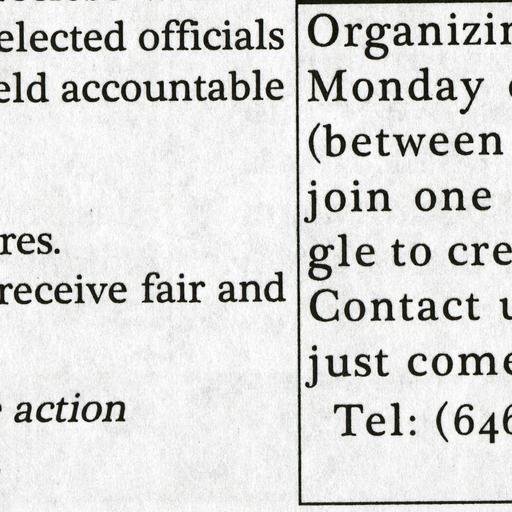 elected officials
eld accountable
res.
receive fair and
action
Organizin
Monday
(between
join one
gle to cre
Contact u
just come
Tel: (646